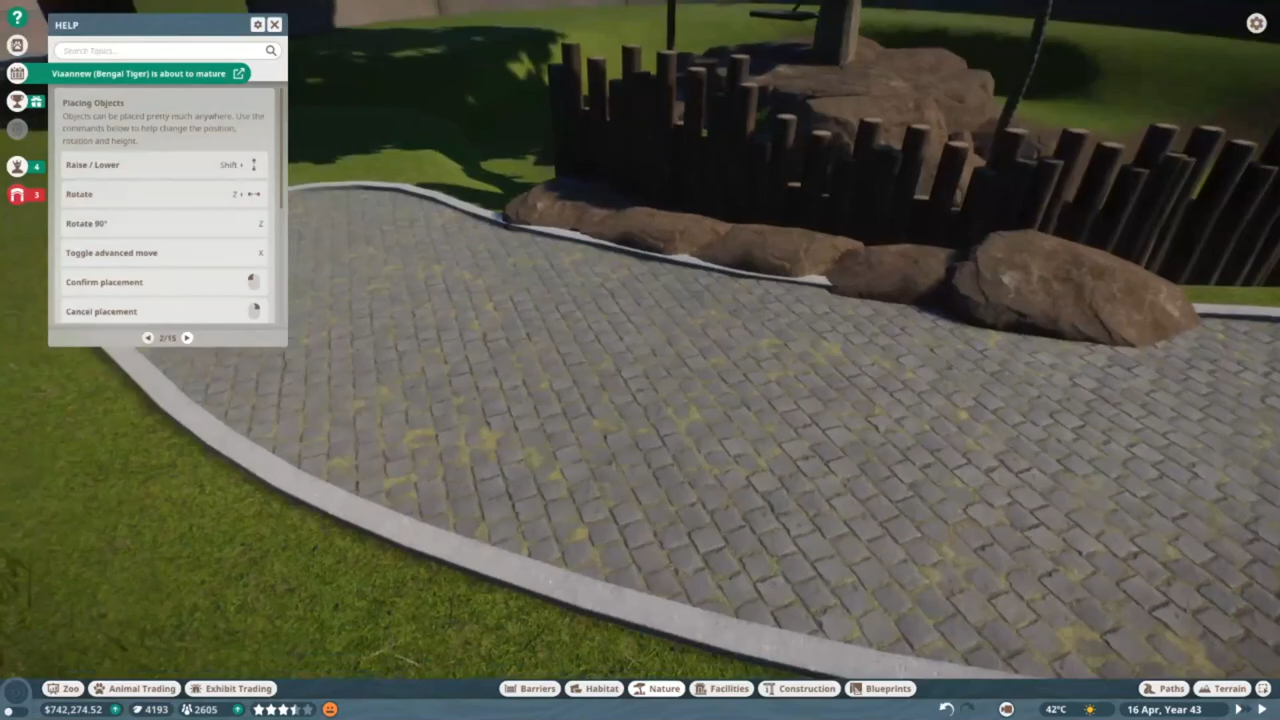 HELP
Search Topics...
Viaannew (Bengal Tiger) is about to mature
Placing Objects
Objects can be placed pretty much anywhere. Use the
commands below to help change the position,
rotation and height.
Raise / Lower Shift +
Rotate Z +
Rotate 90° Z
Toggle advanced move X
Confirm placement
Cancel placement
2/15
4
3
Zoo Animal Trading Exhibit Trading Barriers Habitat Nature Facilities Construction Blueprints Paths Terrain
$742,274.52 4193 2605 42°C 16 Apr, Year 43